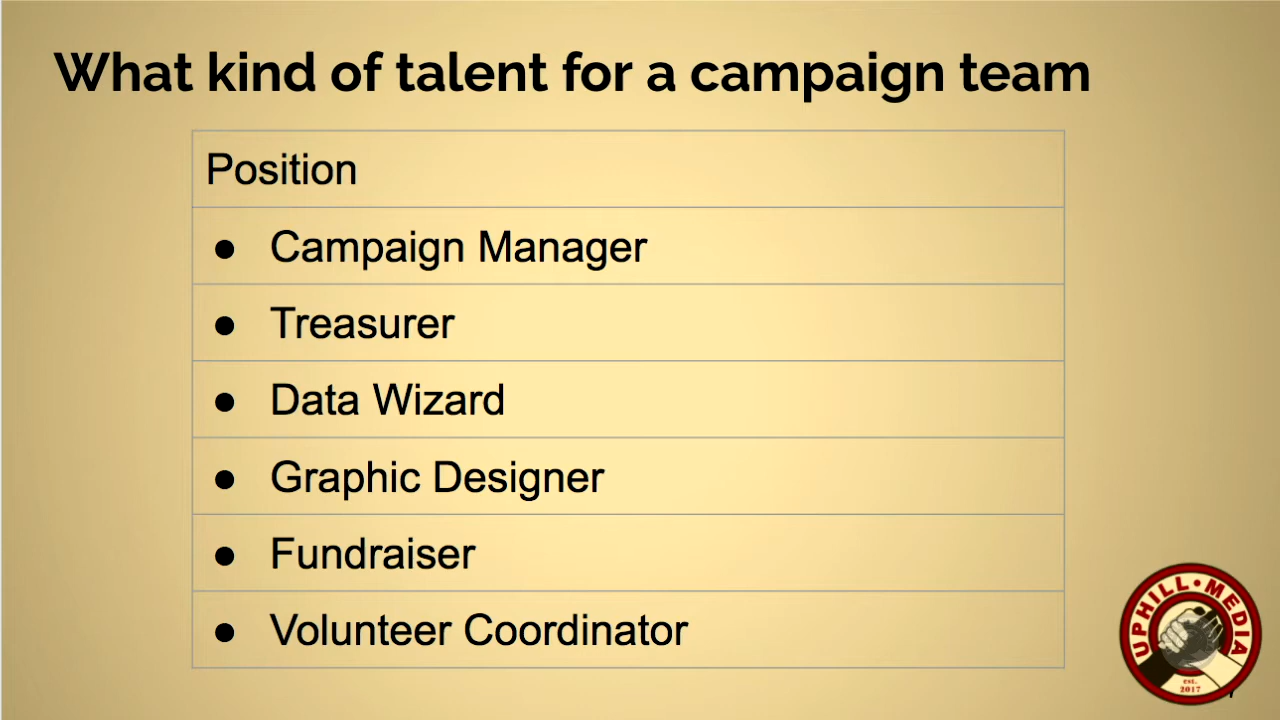 What kind of talent for a campaign team
Position
● Campaign Manager
● Treasurer
● Data Wizard
● Graphic Designer
● Fundraiser
● Volunteer Coordinator
UPHILL • MEDIA
est.
2017